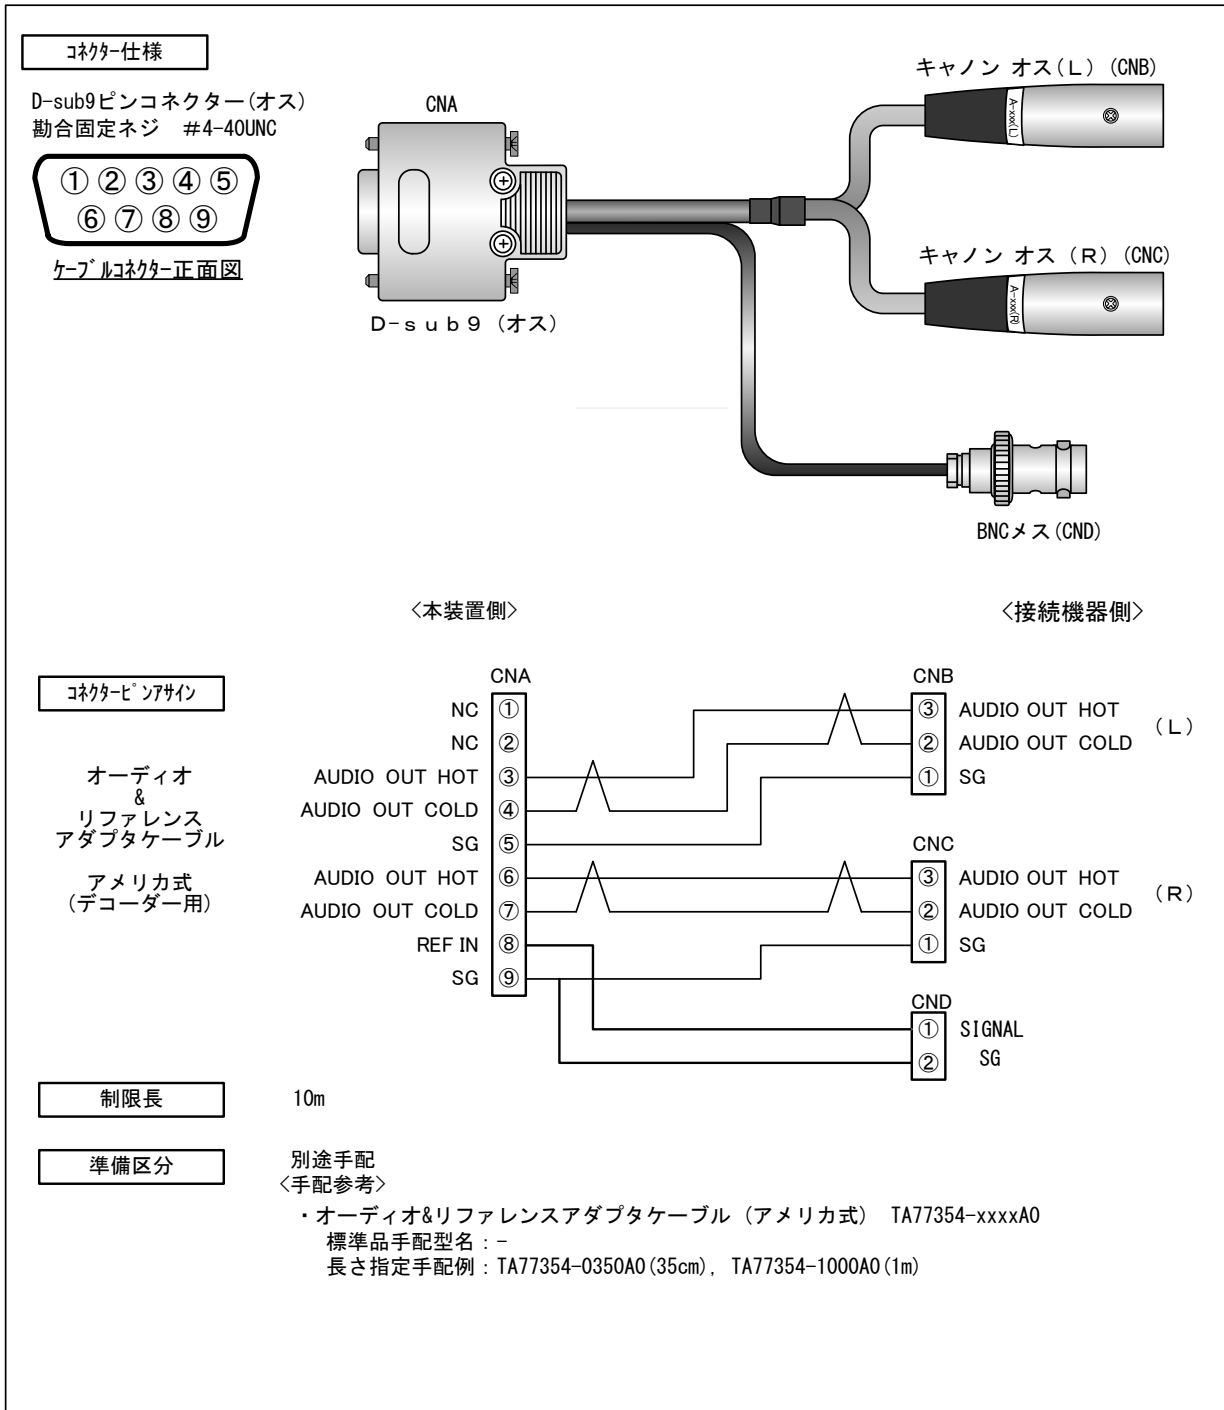 コネクター仕様
D-sub9ピンコネクター(オス)
勘合固定ネジ　#4-40UNC
① ② ③ ④ ⑤
⑥ ⑦ ⑧ ⑨
ケーブルコネクター正面図
CNA
D-sub9 (オス)
キャノン オス(L) (CNB)
A-xxx(L)
キャノン オス (R) (CNC)
A-xxx(R)
BNCメス(CND)
<本装置側>
<接続機器側>
コネクターピンアサイン
オーディオ
&
リファレンス
アダプタケーブル
アメリカ式
(デコーダー用)
CNA
NC ①
NC ②
AUDIO OUT HOT ③
AUDIO OUT COLD ④
SG ⑤
AUDIO OUT HOT ⑥
AUDIO OUT COLD ⑦
REF IN ⑧
SG ⑨
CNB
③ AUDIO OUT HOT
② AUDIO OUT COLD
① SG
(L)
CNC
③ AUDIO OUT HOT
② AUDIO OUT COLD
① SG
(R)
CND
① SIGNAL
② SG
制限長
10m
準備区分
別途手配
<手配参考>
・オーディオ&リファレンスアダプタケーブル (アメリカ式) TA77354-xxxxA0
標準品手配型名：-
長さ指定手配例：TA77354-0350A0(35cm), TA77354-1000A0(1m)